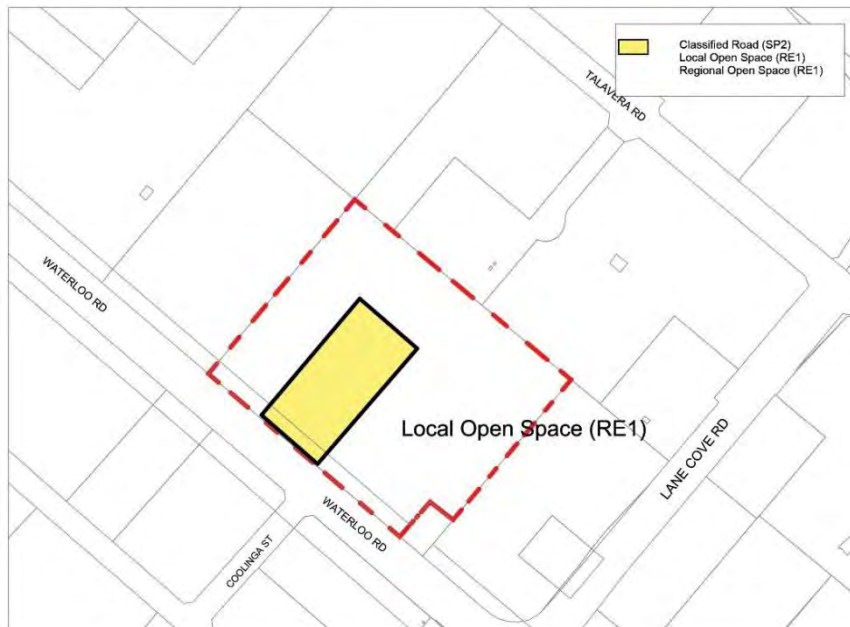 Classified Road (SP2)
Local Open Space (RE1)
Regional Open Space (RE1)
TALAVERA RD
WATERLOO RD
Local Open Space (RE1)
LANE COVE RD
WATERLOO RD
COOLINGA ST